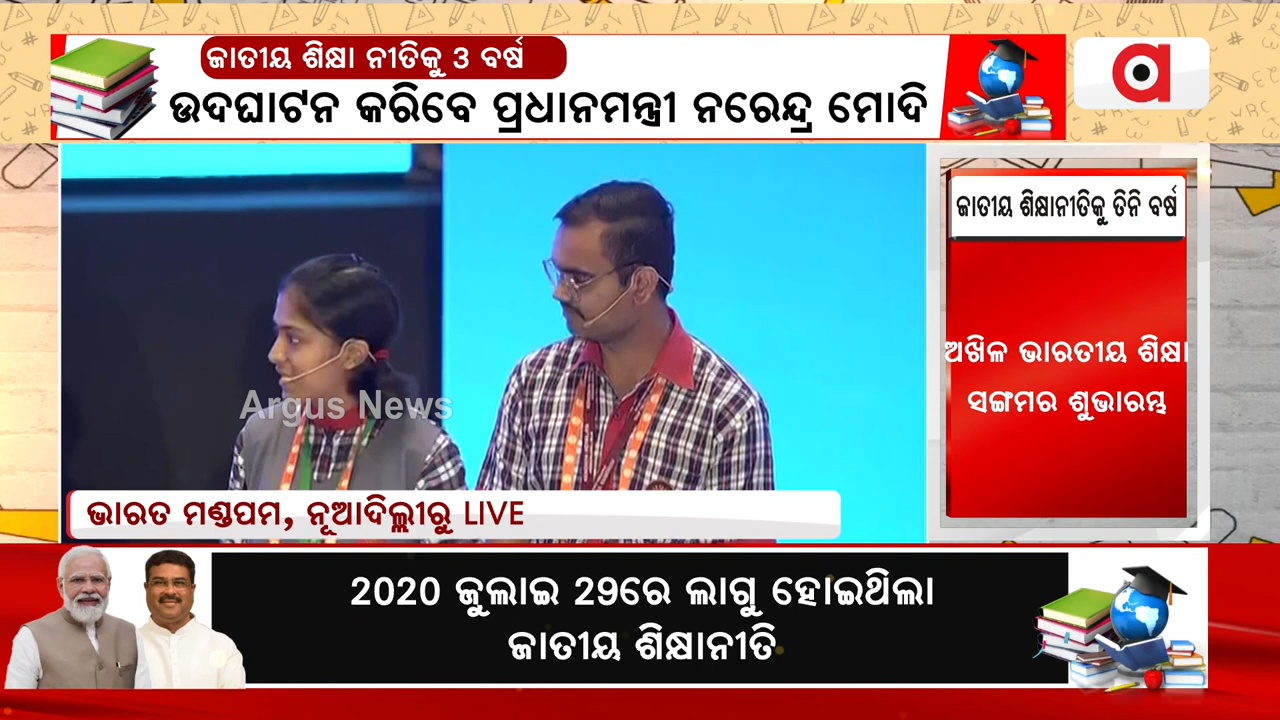 ଜାତୀୟ ଶିକ୍ଷା ନୀତିକୁ 3 ବର୍ଷ
ଉଦଘାଟନ କରିବେ ପ୍ରଧାନମନ୍ତ୍ରୀ ନରେନ୍ଦ୍ର ମୋଦି
a
ଜାତୀୟ ଶିକ୍ଷାନୀତିକୁ ତିନି ବର୍ଷ
ଅଖିଳ ଭାରତୀୟ ଶିକ୍ଷା
ସଙ୍ଗମର ଶୁଭାରମ୍ଭ
Argus News
ଭାରତ ମଣ୍ଡପମ, ନୂଆଦିଲ୍ଲୀରୁ LIVE
2020 ଜୁଲାଇ 29ରେ ଲାଗୁ ହୋଇଥିଲା
ଜାତୀୟ ଶିକ୍ଷାନୀତି